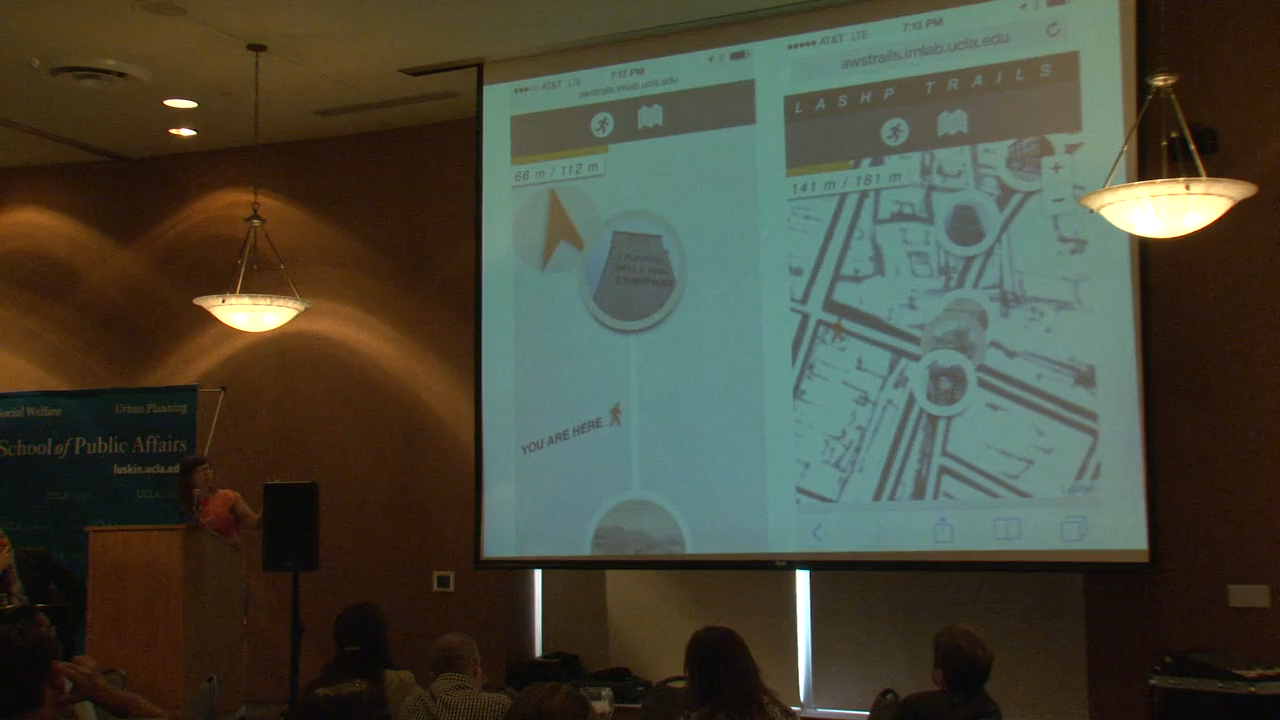 AT&T LTE 7:17 PM
awstrails.imlab.ucla.edu
66 m / 112 m
YOU ARE HERE
AT&T LTE 7:13 PM
awstrails.imlab.ucla.edu
LASHP TRAILS
141 m / 181 m
+
Social Welfare
Urban Planning
School of Public Affairs
luskin.ucla.ed